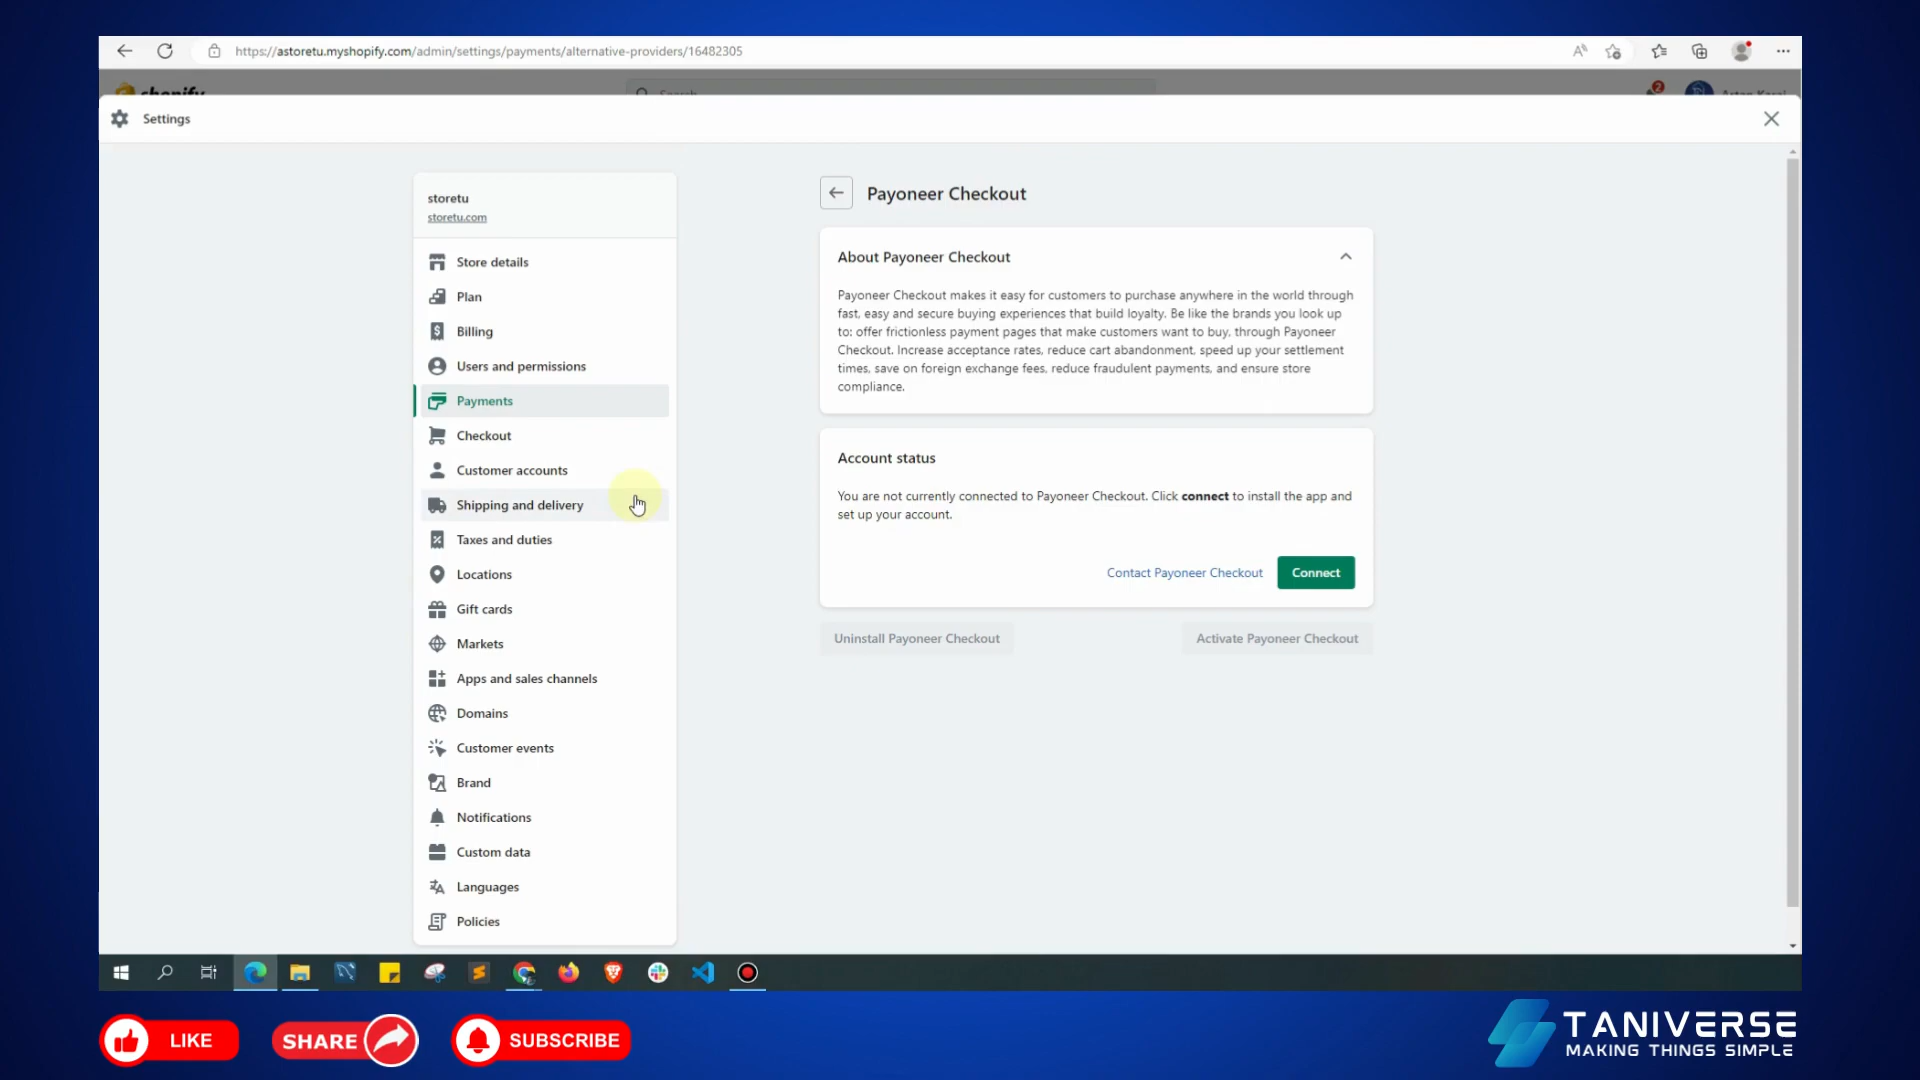 https://astoretu.myshopify.com/admin/settings/payments/alternative-providers/16482305
shopify
Search
2
Settings
storetu
storetu.com
Store details
Plan
Billing
Users and permissions
Payments
Checkout
Customer accounts
Shipping and delivery
Taxes and duties
Locations
Gift cards
Markets
Apps and sales channels
Domains
Customer events
Brand
Notifications
Custom data
Languages
Policies
Payoneer Checkout
About Payoneer Checkout
Payoneer Checkout makes it easy for customers to purchase anywhere in the world through
fast, easy and secure buying experiences that build loyalty. Be like the brands you look up
to: offer frictionless payment pages that make customers want to buy, through Payoneer
Checkout. Increase acceptance rates, reduce cart abandonment, speed up your settlement
times, save on foreign exchange fees, reduce fraudulent payments, and ensure store
compliance.
Account status
You are not currently connected to Payoneer Checkout. Click connect to install the app and
set up your account.
Contact Payoneer Checkout
Connect
Uninstall Payoneer Checkout
Activate Payoneer Checkout
LIKE
SHARE
SUBSCRIBE
TANIVERSE
MAKING THINGS SIMPLE